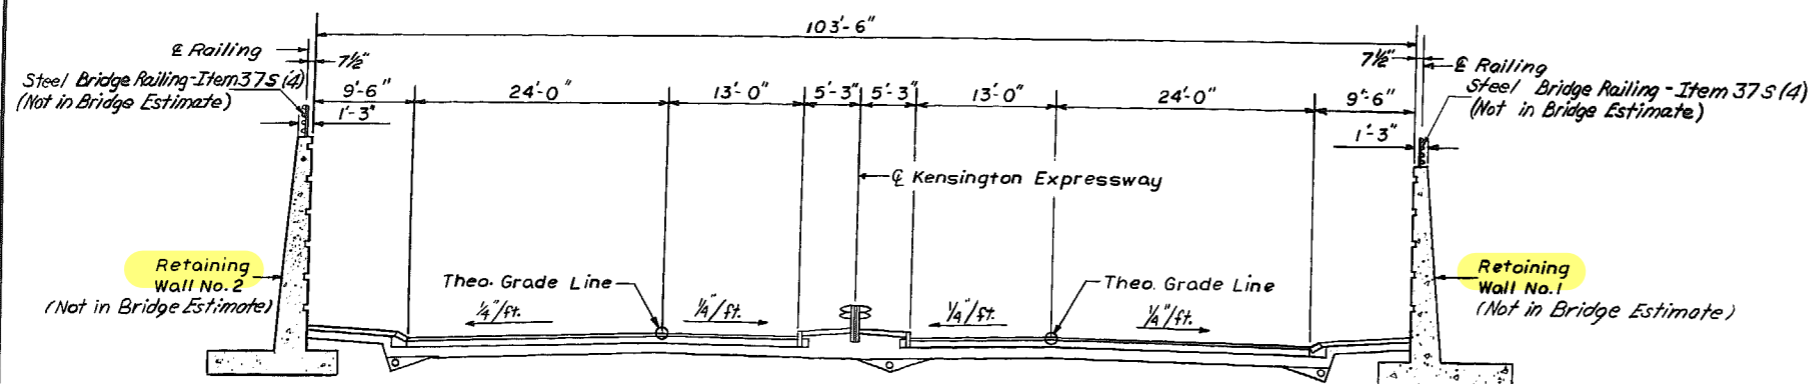 103'-6"
℄ Railing
7½"
7½"
℄ Railing
Steel Bridge Railing-Item 37S(4)
(Not in Bridge Estimate)
Steel Bridge Railing-Item 37S(4)
(Not in Bridge Estimate)
9'-6"
24'-0"
13'-0"
5'-3"
5'-3"
13'-0"
24'-0"
9'-6"
1'-3"
1'-3"
℄ Kensington Expressway
Retaining
Wall No.2
(Not in Bridge Estimate)
Theo. Grade Line
Theo. Grade Line
Retaining
Wall No.1
(Not in Bridge Estimate)
¼"/ft.
¼"/ft.
¼"/ft.
¼"/ft.